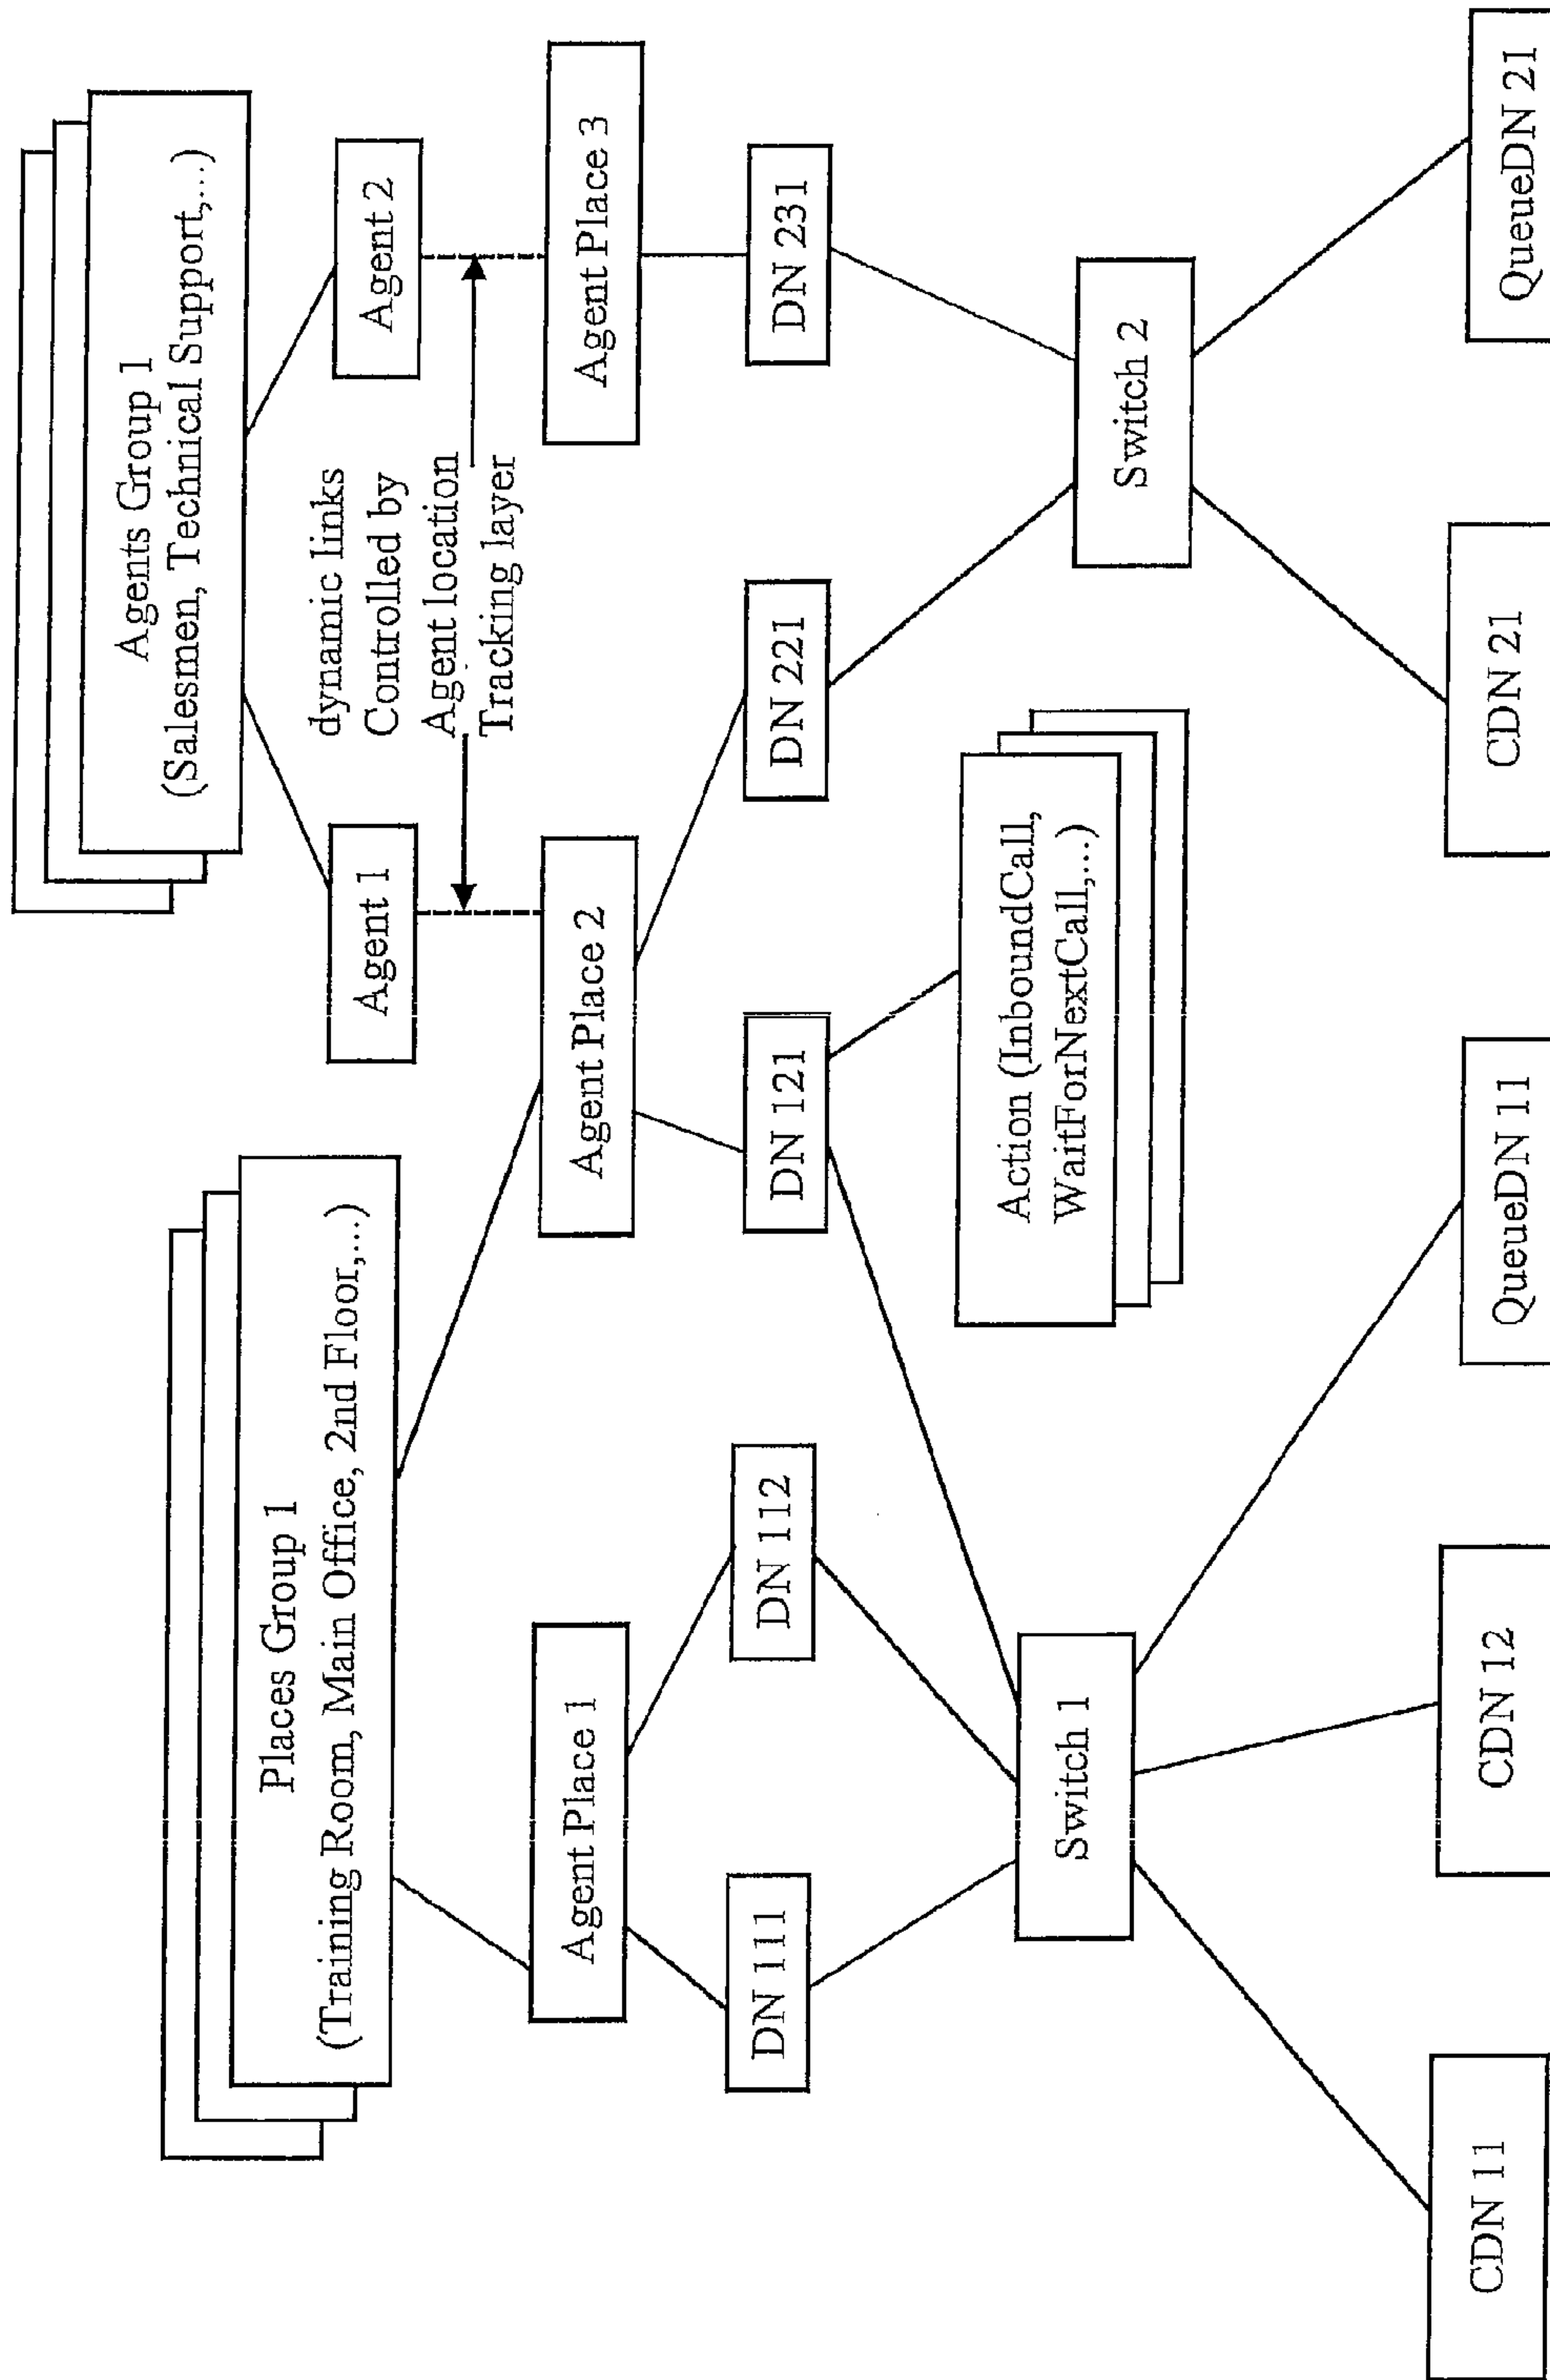 Agents Group 1
(Salesmen, Technical Support,...)
Places Group 1
(Training Room, Main Office, 2nd Floor,...)
Agent 1
Agent 2
dynamic links
Controlled by
Agent location
Tracking layer
Agent Place 1
Agent Place 2
Agent Place 3
DN 111
DN 112
DN 121
DN 221
DN 231
Action (InboundCall,
WaitForNextCall,...)
Switch 1
Switch 2
CDN 11
CDN 12
QueueDN 11
CDN 21
QueueDN 21